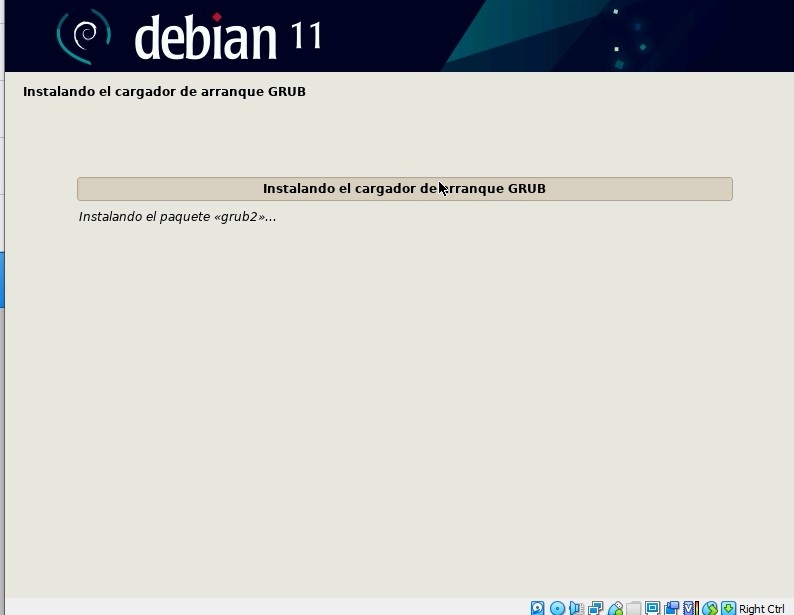 debian 11
Instalando el cargador de arranque GRUB
Instalando el cargador de arranque GRUB
Instalando el paquete «grub2»...
Right Ctrl